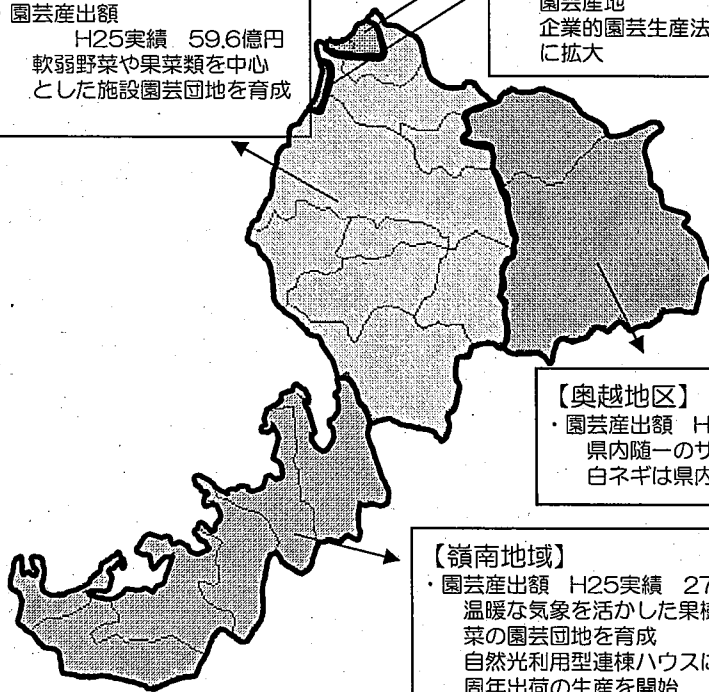 園芸産出額
H25実績 59.6億円
軟弱野菜や果菜類を中心
とした施設園芸団地を育成
園芸産地
企業的園芸生産法
に拡大
【奥越地区】
・園芸産出額 H
県内随一のサ
白ネギは県内
【嶺南地域】
・園芸産出額 H25実績 27
温暖な気象を活かした果樹
菜の園芸団地を育成
自然光利用型連棟ハウスに
周年出荷の生産を開始